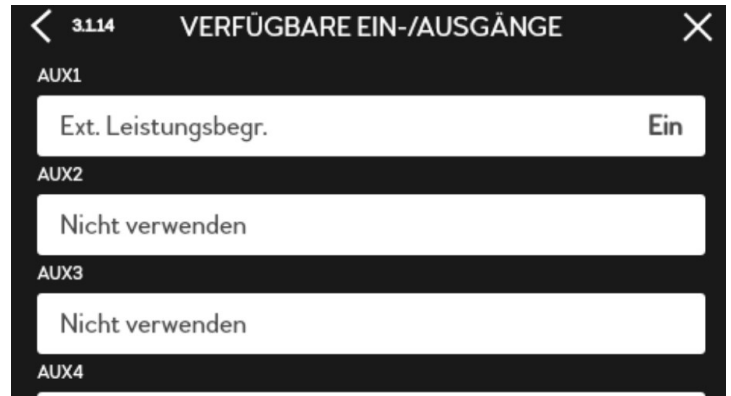 3.1.14 VERFÜGBARE EIN-/AUSGÄNGE
AUX1
Ext. Leistungsbegr. Ein
AUX2
Nicht verwenden
AUX3
Nicht verwenden
AUX4